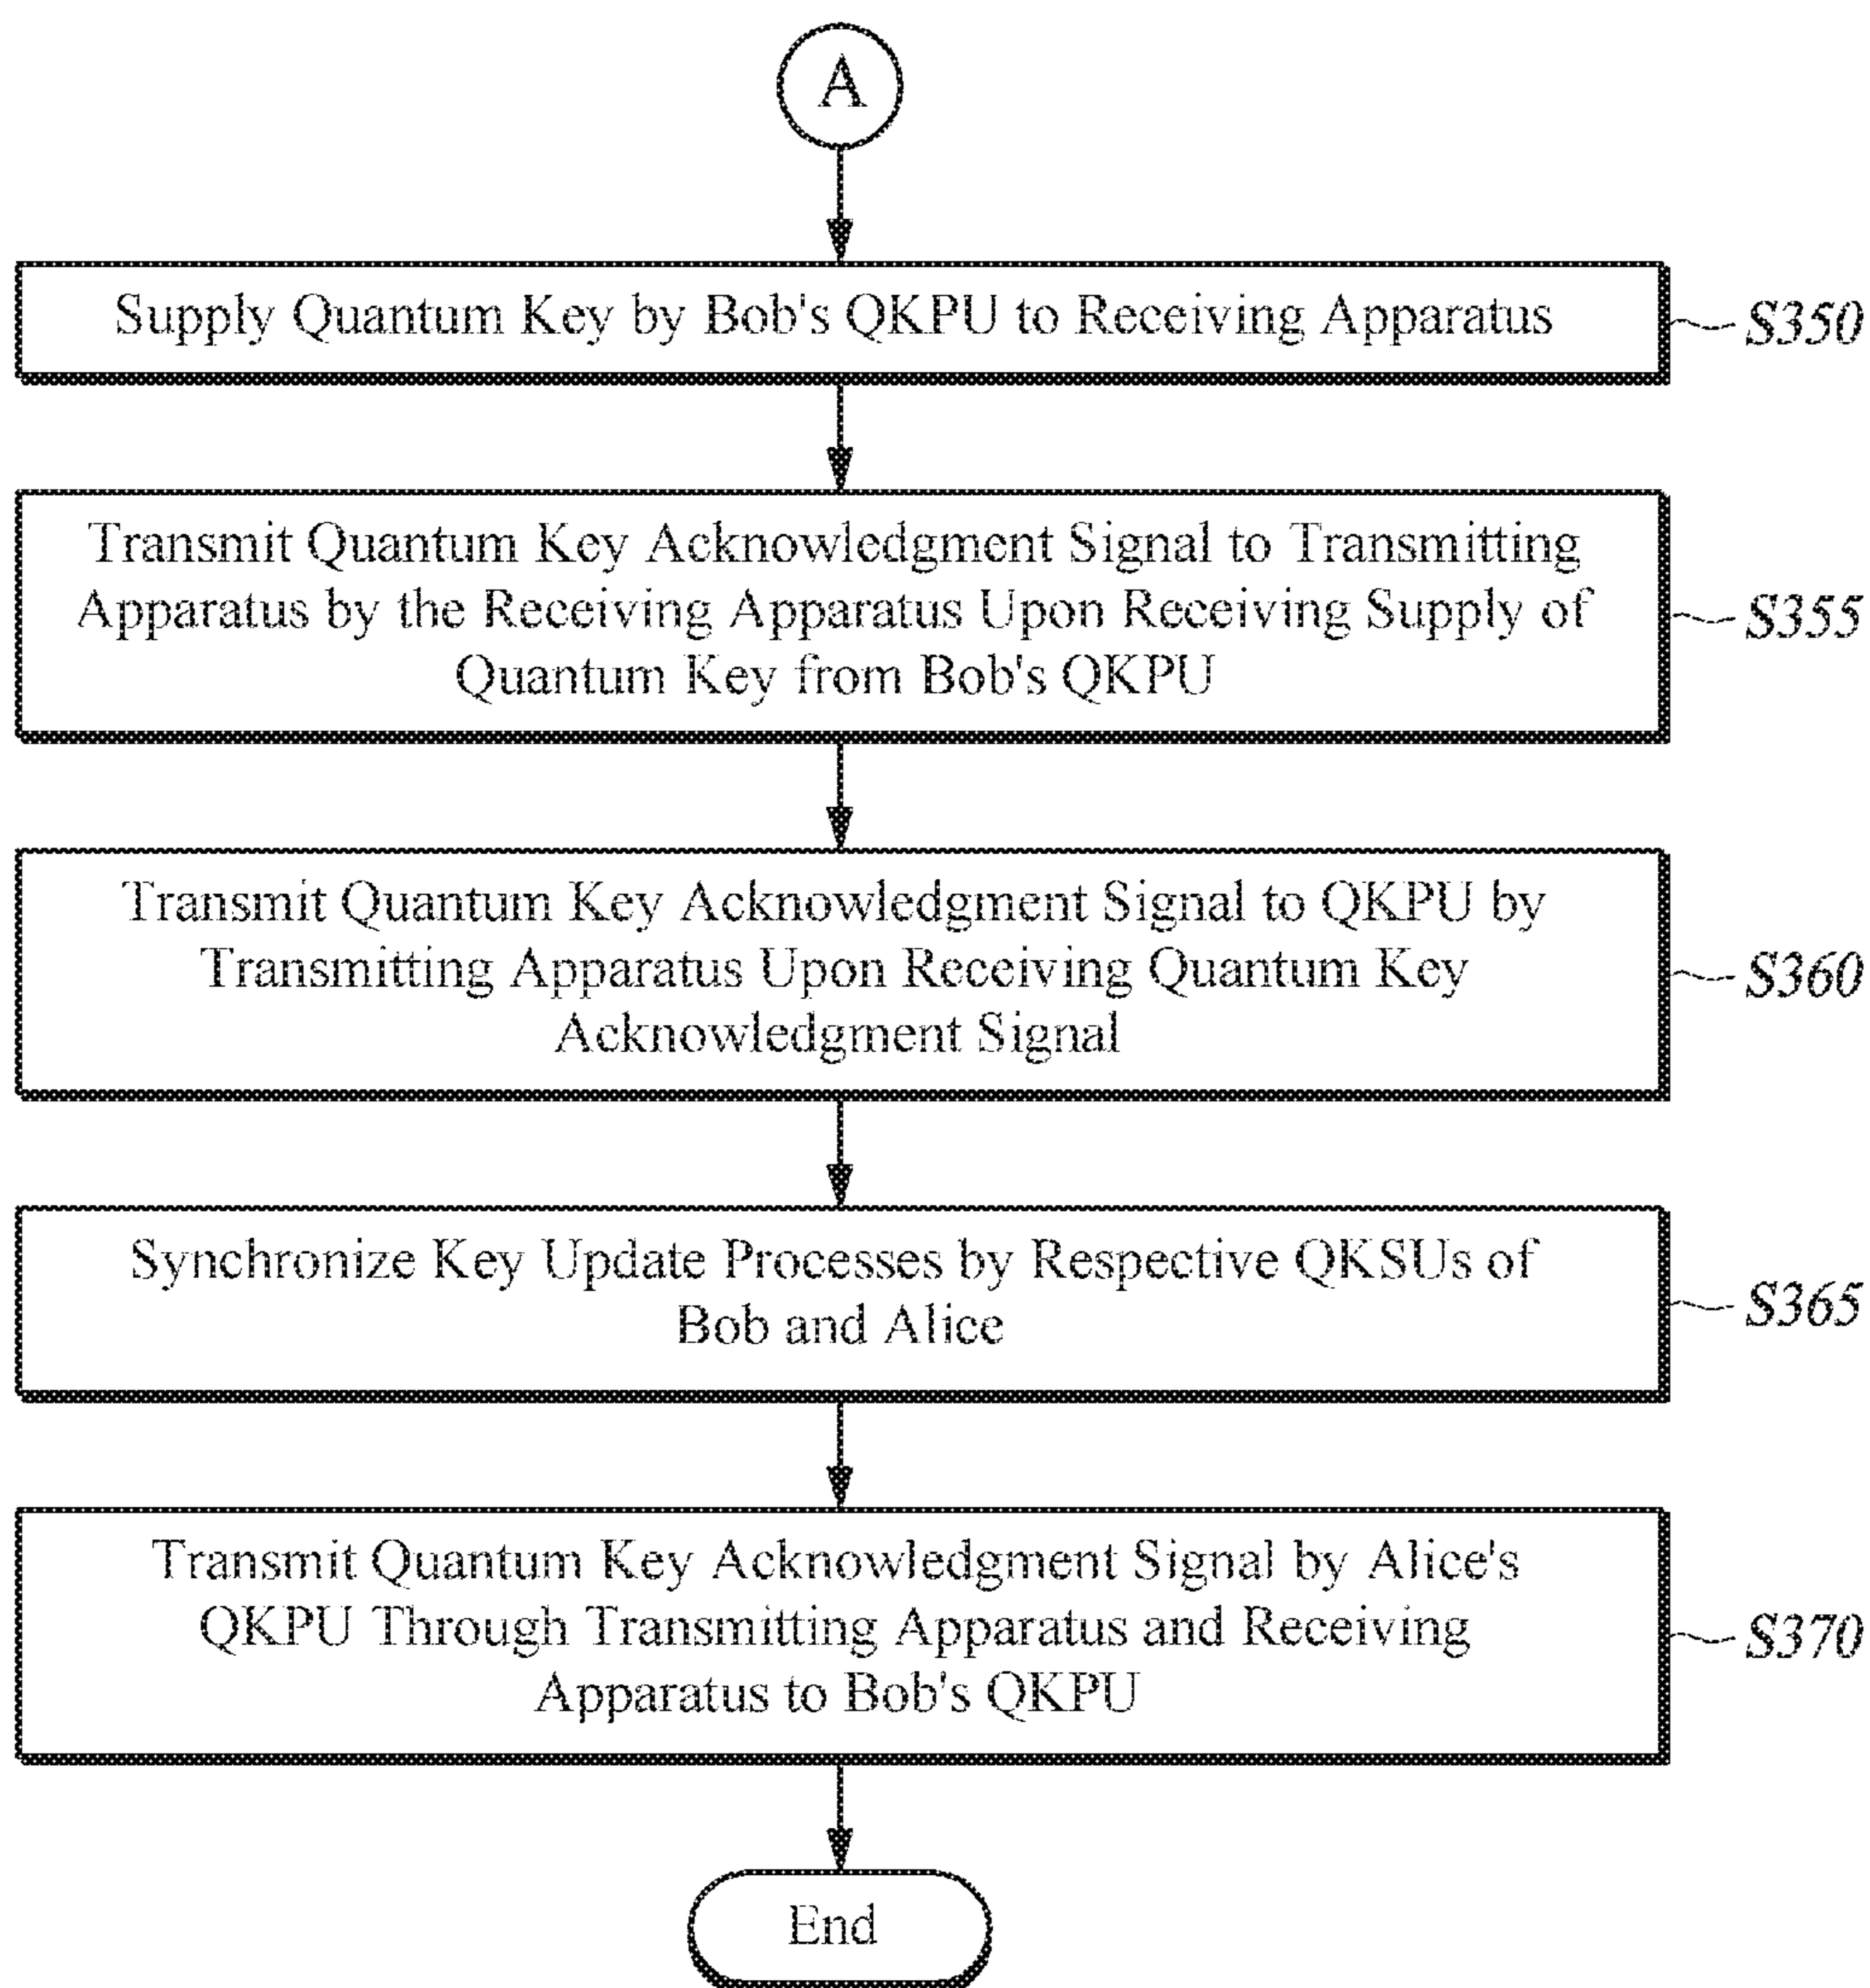 A
Supply Quantum Key by Bob's QKPU to Receiving Apparatus
S350
Transmit Quantum Key Acknowledgment Signal to Transmitting
Apparatus by the Receiving Apparatus Upon Receiving Supply of
Quantum Key from Bob's QKPU
S355
Transmit Quantum Key Acknowledgment Signal to QKPU by
Transmitting Apparatus Upon Receiving Quantum Key
Acknowledgment Signal
S360
Synchronize Key Update Processes by Respective QKSUs of
Bob and Alice
S365
Transmit Quantum Key Acknowledgment Signal by Alice's
QKPU Through Transmitting Apparatus and Receiving
Apparatus to Bob's QKPU
S370
End